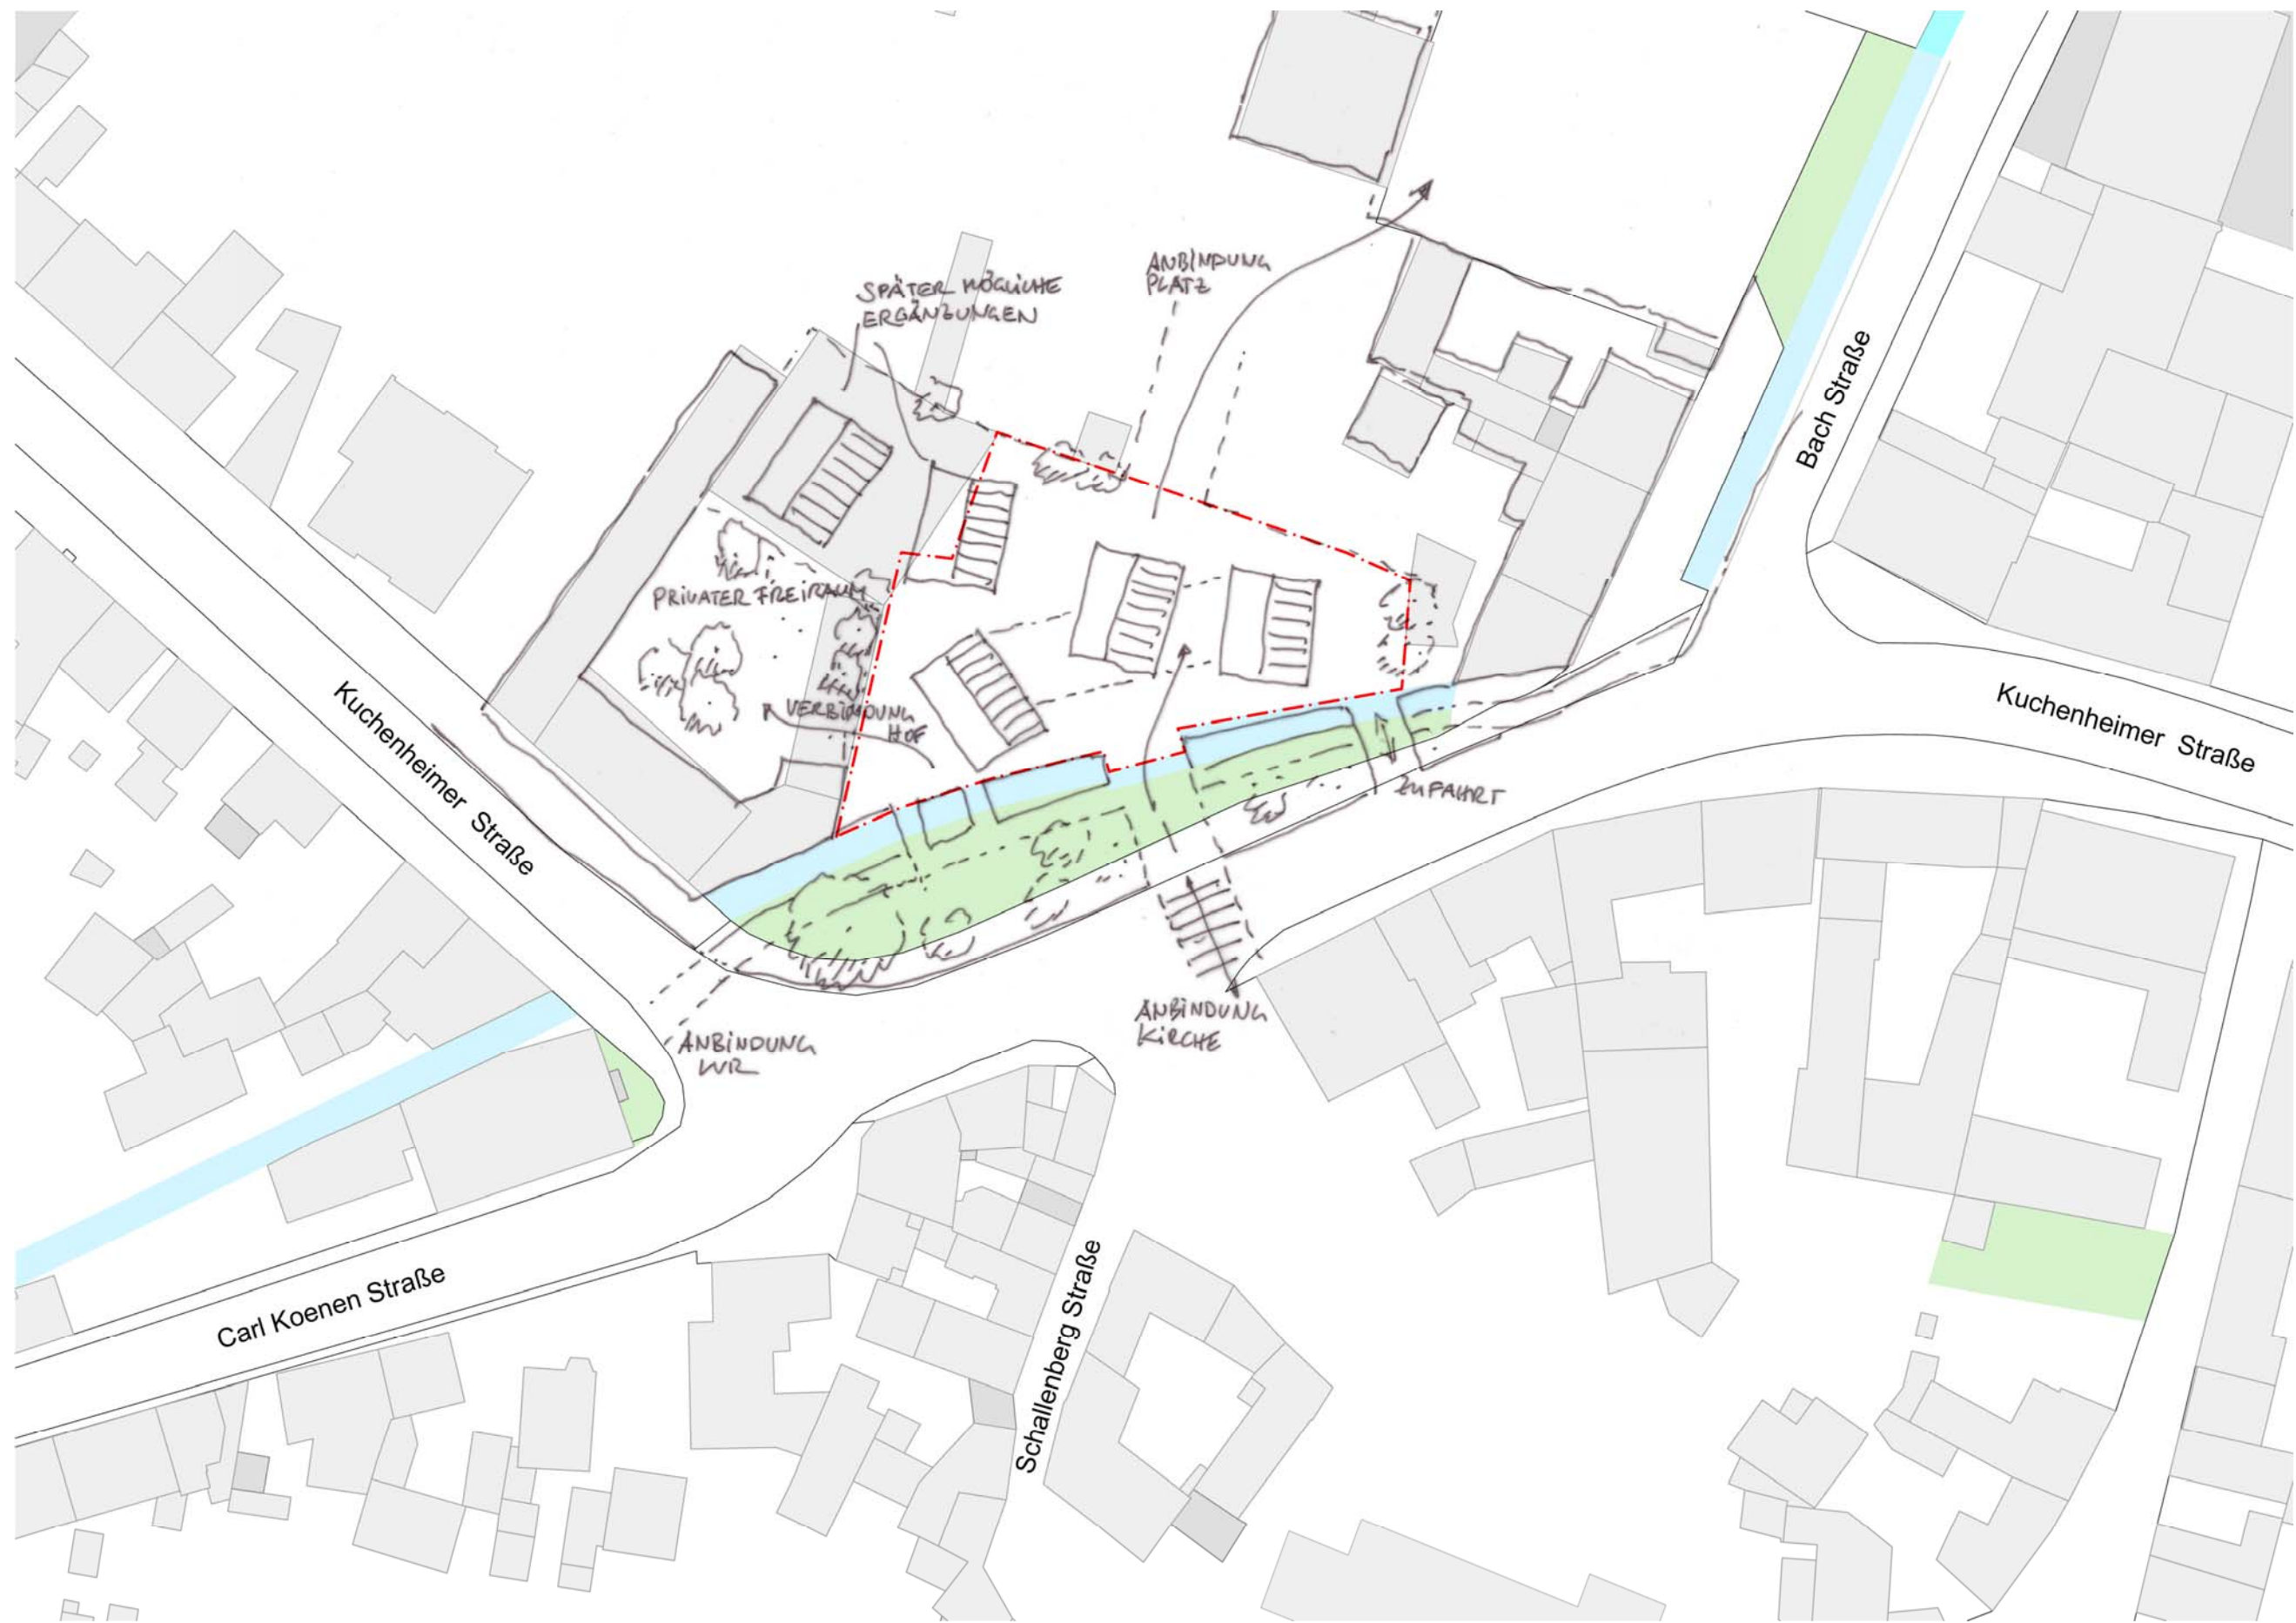 SPÄTER MÖGLICHE
ERGÄNZUNGEN
ANBINDUNG
PLATZ
Bach Straße
PRIVATER FREIRAUM
VERBINDUNG
HOF
Kuchenheimer Straße
Kuchenheimer Straße
ZUFAHRT
ANBINDUNG
KIRCHE
ANBINDUNG
WR
Carl Koenen Straße
Schallenberg Straße